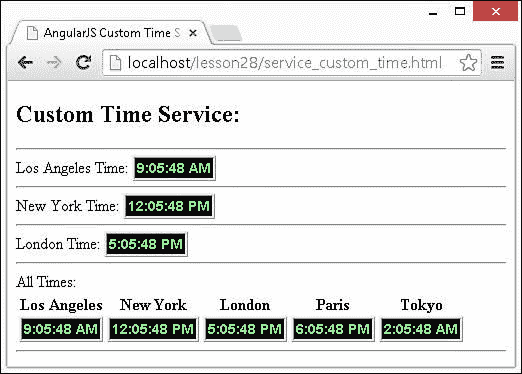 AngularJS Custom Time S
localhost/lesson28/service_custom_time.html
Custom Time Service:
Los Angeles Time: 9:05:48 AM
New York Time: 12:05:48 PM
London Time: 5:05:48 PM
All Times:
Los Angeles New York London Paris Tokyo
9:05:48 AM 12:05:48 PM 5:05:48 PM 6:05:48 PM 2:05:48 AM